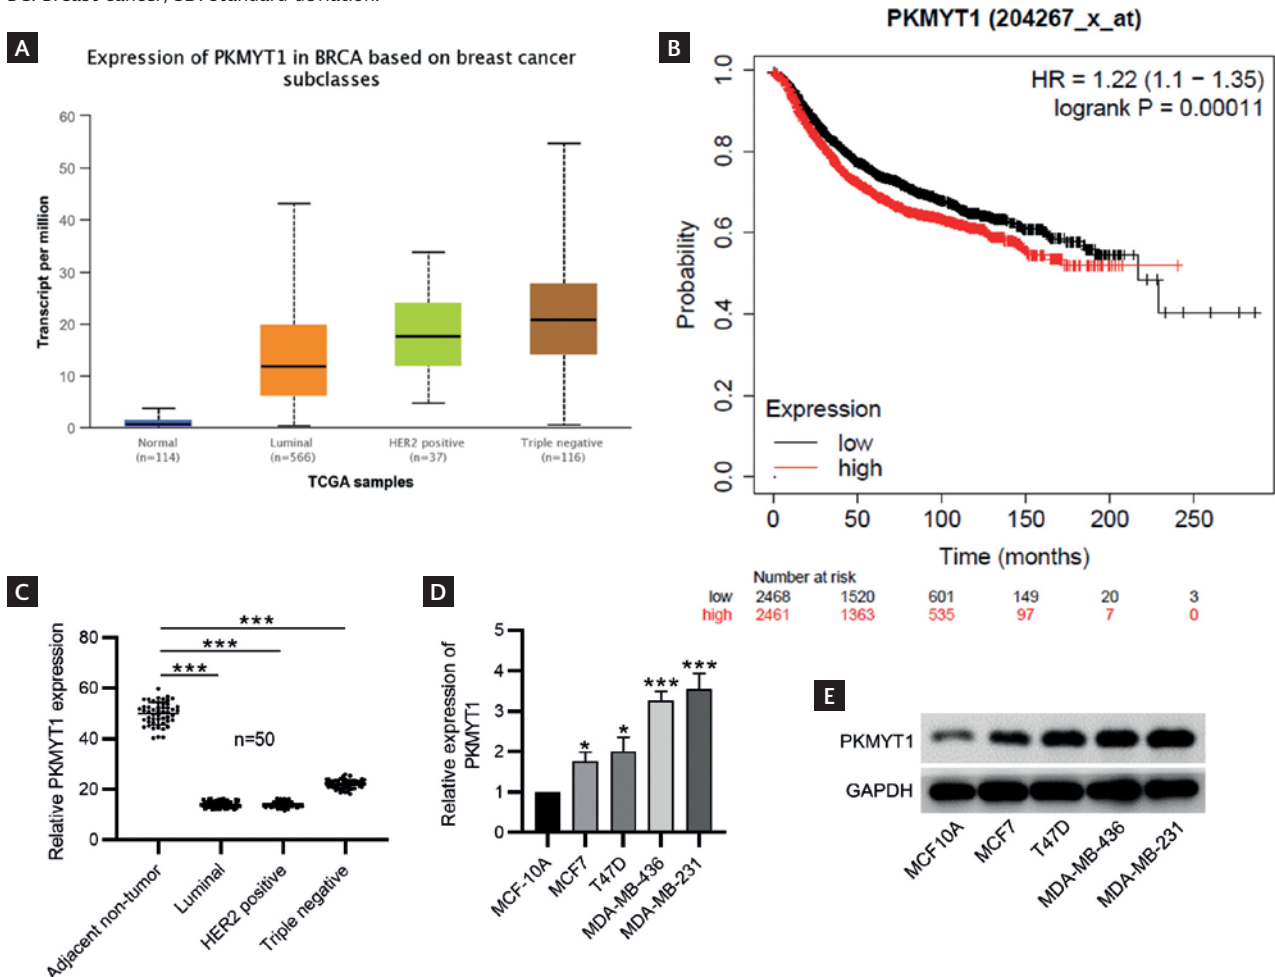 BC: Breast cancer; SD: standard deviation.
A
Expression of PKMYT1 in BRCA based on breast cancer
subclasses
Transcript per million
60
50
40
30
20
10
0
Normal
(n=114)
Luminal
(n=566)
HER2 positive
(n=37)
Triple negative
(n=116)
TCGA samples
B
PKMYT1 (204267_x_at)
HR = 1.22 (1.1 − 1.35)
logrank P = 0.00011
Probability
1.0
0.8
0.6
0.4
0.2
0.0
Expression
low
high
0 50 100 150 200 250
Time (months)
Number at risk
low 2468 1520 601 149 20 3
high 2461 1363 535 97 7 0
C
Relative PKMYT1 expression
80
60
40
20
0
***
***
***
n=50
Adjacent non-tumor
Luminal
HER2 positive
Triple negative
D
Relative expression of
PKMYT1
5
4
3
2
1
0
*
*
***
***
MCF-10A
MCF7
T47D
MDA-MB-436
MDA-MB-231
E
PKMYT1
GAPDH
MCF10A
MCF7
T47D
MDA-MB-436
MDA-MB-231